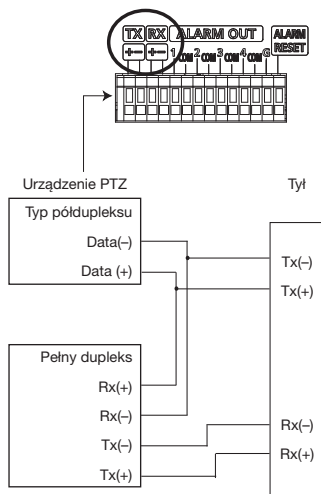 TX RX ALARM OUT ALARM RESET
+ − + − 1 COM 2 COM 3 COM 4 COM G
Urządzenie PTZ
Tył
Typ półdupleksu
Data(–)
Data (+)
Tx(–)
Tx(+)
Pełny dupleks
Rx(+)
Rx(–)
Tx(–)
Tx(+)
Rx(–)
Rx(+)